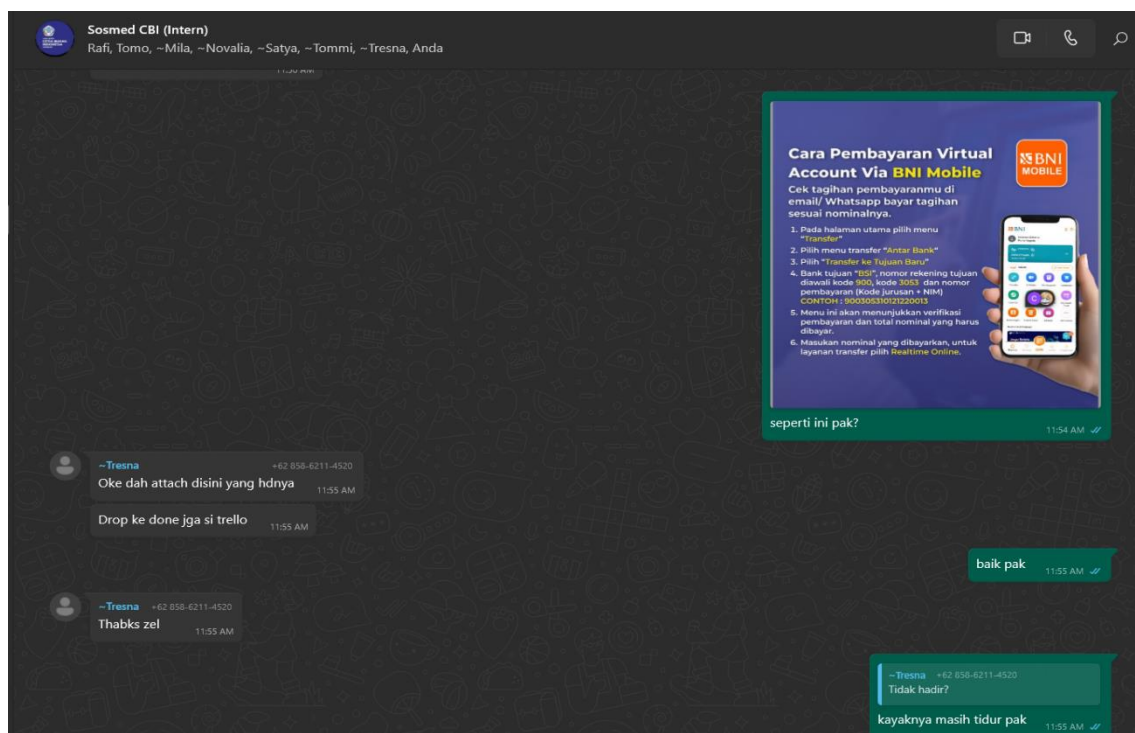 Sosmed CBI (Intern)
Rafi, Tomo, ~Mila, ~Novalia, ~Satya, ~Tommi, ~Tresna, Anda
11:50 AM
Cara Pembayaran Virtual
Account Via BNI Mobile
BNI
MOBILE
Cek tagihan pembayaranmu di
email/ Whatsapp bayar tagihan
sesuai nominalnya.
1. Pada halaman utama pilih menu
"Transfer"
2. Pilih menu transfer "Antar Bank"
3. Pilih "Transfer ke Tujuan Baru"
4. Bank tujuan "BSI", nomor rekening tujuan
diawali kode 900, kode 3053 dan nomor
pembayaran (Kode jurusan + NIM)
CONTOH : 900305310121220013
5. Menu ini akan menunjukkan verifikasi
pembayaran dan total nominal yang harus
dibayar.
6. Masukan nominal yang dibayarkan, untuk
layanan transfer pilih Realtime Online.
seperti ini pak?
11:54 AM
~Tresna +62 858-6211-4520
Oke dah attach disini yang hdnya 11:55 AM
Drop ke done jga si trello 11:55 AM
baik pak 11:55 AM
~Tresna +62 858-6211-4520
Thabks zel 11:55 AM
~Tresna +62 858-6211-4520
Tidak hadir?
kayaknya masih tidur pak 11:55 AM